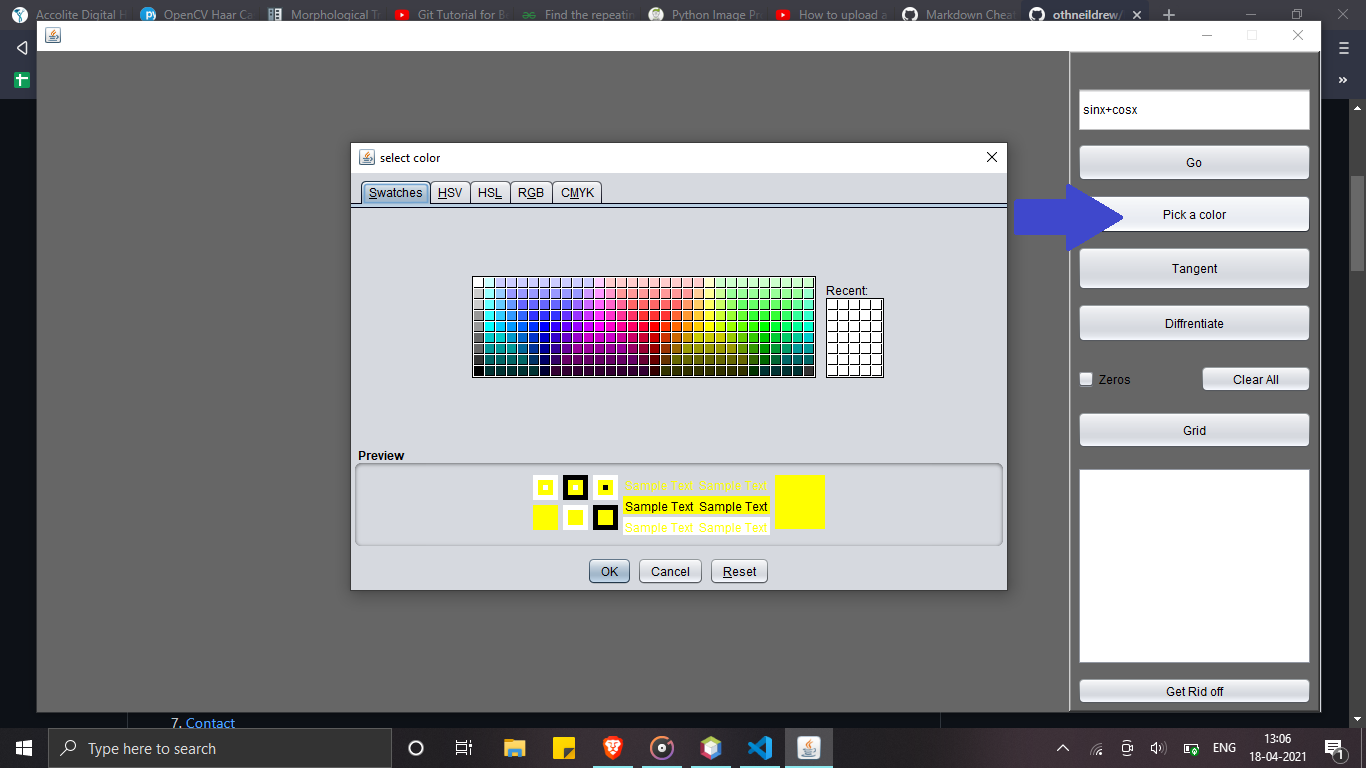 Accolite Digital H
OpenCV Haar Ca
Morphological Tr
Git Tutorial for B
Find the repeatin
Python Image Pro
How to upload a
Markdown Cheat
othneildrew/
select color
Swatches HSV HSL RGB CMYK
Recent:
Preview
Sample Text Sample Text
Sample Text Sample Text
Sample Text Sample Text
OK Cancel Reset
sinx+cosx
Go
Pick a color
Tangent
Diffrentiate
Zeros Clear All
Grid
Get Rid off
7. Contact
Type here to search
ENG
13:06
18-04-2021
1